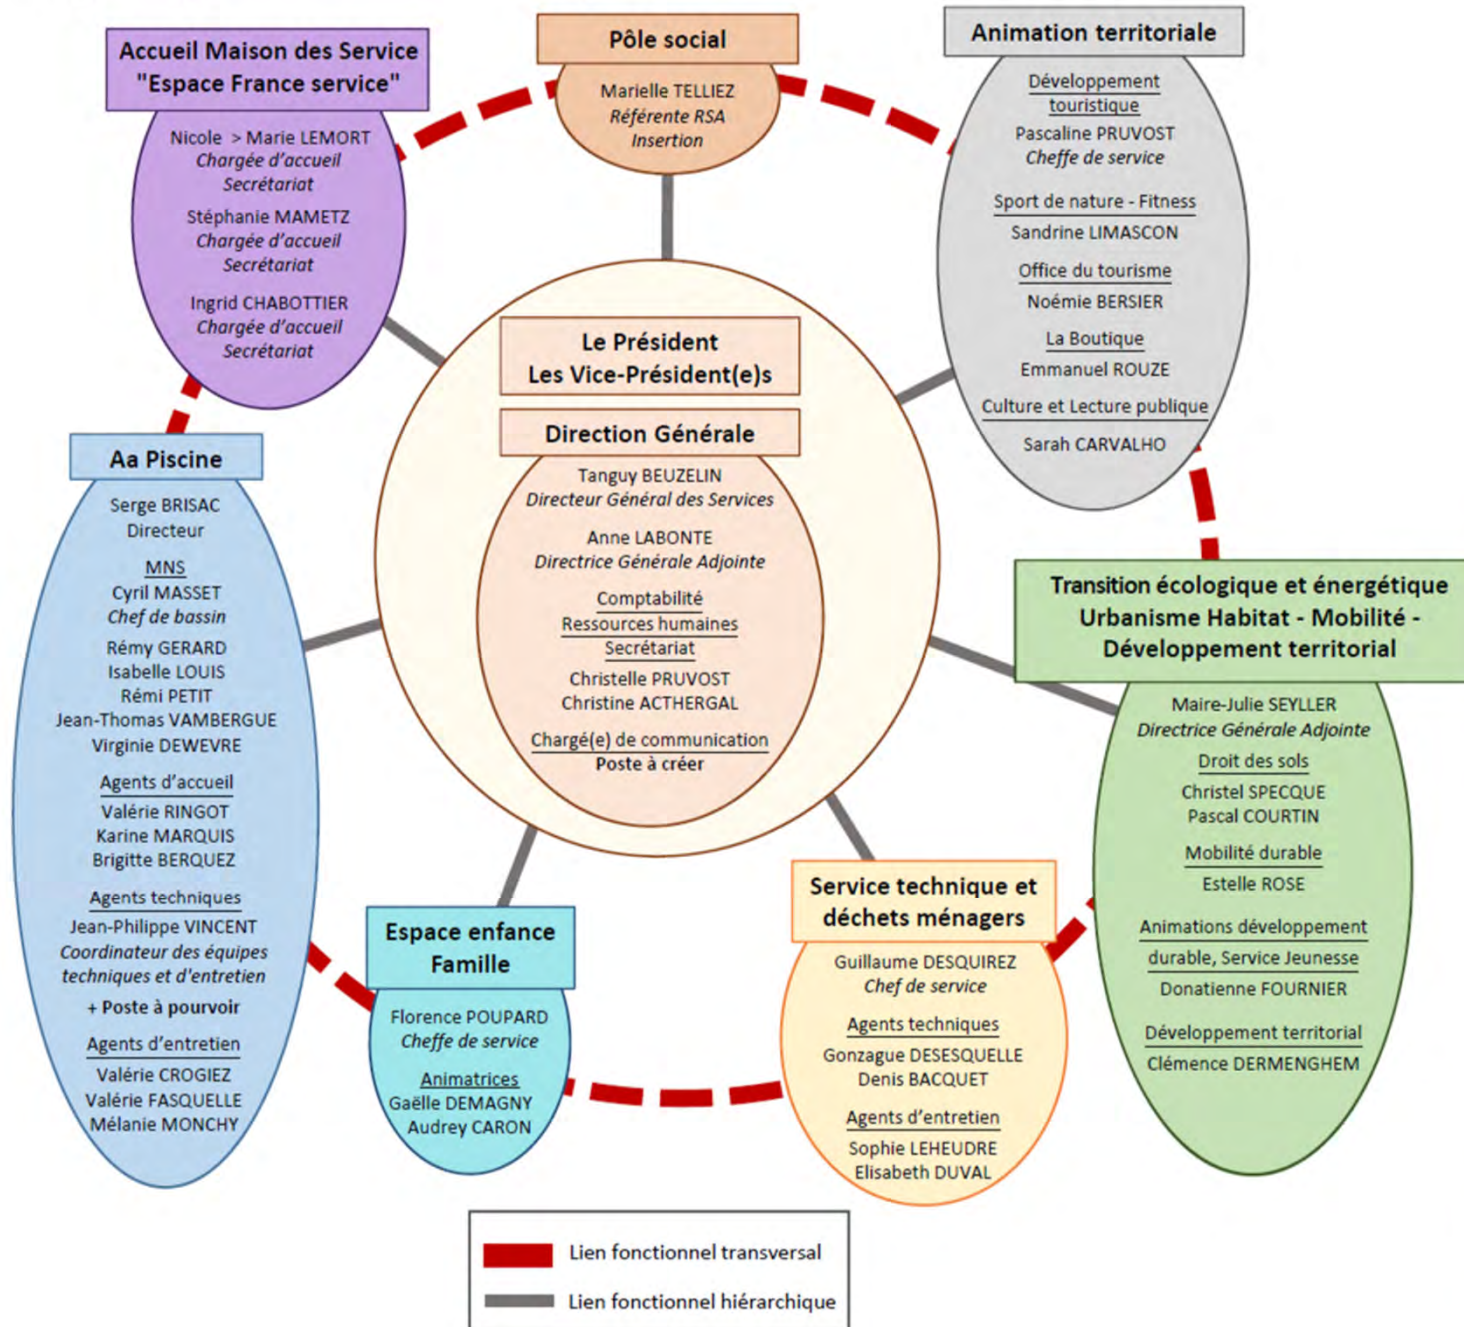 Accueil Maison des Service
"Espace France service"
Nicole  > Marie LEMORT
Chargée d'accueil
Secrétariat
Stéphanie MAMETZ
Chargée d'accueil
Secrétariat
Ingrid CHABOTTIER
Chargée d'accueil
Secrétariat
Pôle social
Marielle TELLIEZ
Référente RSA
Insertion
Animation territoriale
Développement
touristique
Pascaline PRUVOST
Cheffe de service
Sport de nature - Fitness
Sandrine LIMASCON
Office du tourisme
Noémie BERSIER
La Boutique
Emmanuel ROUZE
Culture et Lecture publique
Sarah CARVALHO
Le Président
Les Vice-Président(e)s
Direction Générale
Tanguy BEUZELIN
Directeur Général des Services
Anne LABONTE
Directrice Générale Adjointe
Comptabilité
Ressources humaines
Secrétariat
Christelle PRUVOST
Christine ACTHERGAL
Chargé(e) de communication
Poste à créer
Aa Piscine
Serge BRISAC
Directeur
MNS
Cyril MASSET
Chef de bassin
Rémy GERARD
Isabelle LOUIS
Rémi PETIT
Jean-Thomas VAMBERGUE
Virginie DEWEVRE
Agents d'accueil
Valérie RINGOT
Karine MARQUIS
Brigitte BERQUEZ
Agents techniques
Jean-Philippe VINCENT
Coordinateur des équipes
techniques et d'entretien
+ Poste à pourvoir
Agents d'entretien
Valérie CROGIEZ
Valérie FASQUELLE
Mélanie MONCHY
Transition écologique et énergétique
Urbanisme Habitat - Mobilité -
Développement territorial
Maire-Julie SEYLLER
Directrice Générale Adjointe
Droit des sols
Christel SPECQUE
Pascal COURTIN
Mobilité durable
Estelle ROSE
Animations développement
durable, Service Jeunesse
Donatienne FOURNIER
Développement territorial
Clémence DERMENGHEM
Espace enfance
Famille
Florence POUPARD
Cheffe de service
Animatrices
Gaëlle DEMAGNY
Audrey CARON
Service technique et
déchets ménagers
Guillaume DESQUIREZ
Chef de service
Agents techniques
Gonzague DESESQUELLE
Denis BACQUET
Agents d'entretien
Sophie LEHEUDRE
Elisabeth DUVAL
Lien fonctionnel transversal
Lien fonctionnel hiérarchique